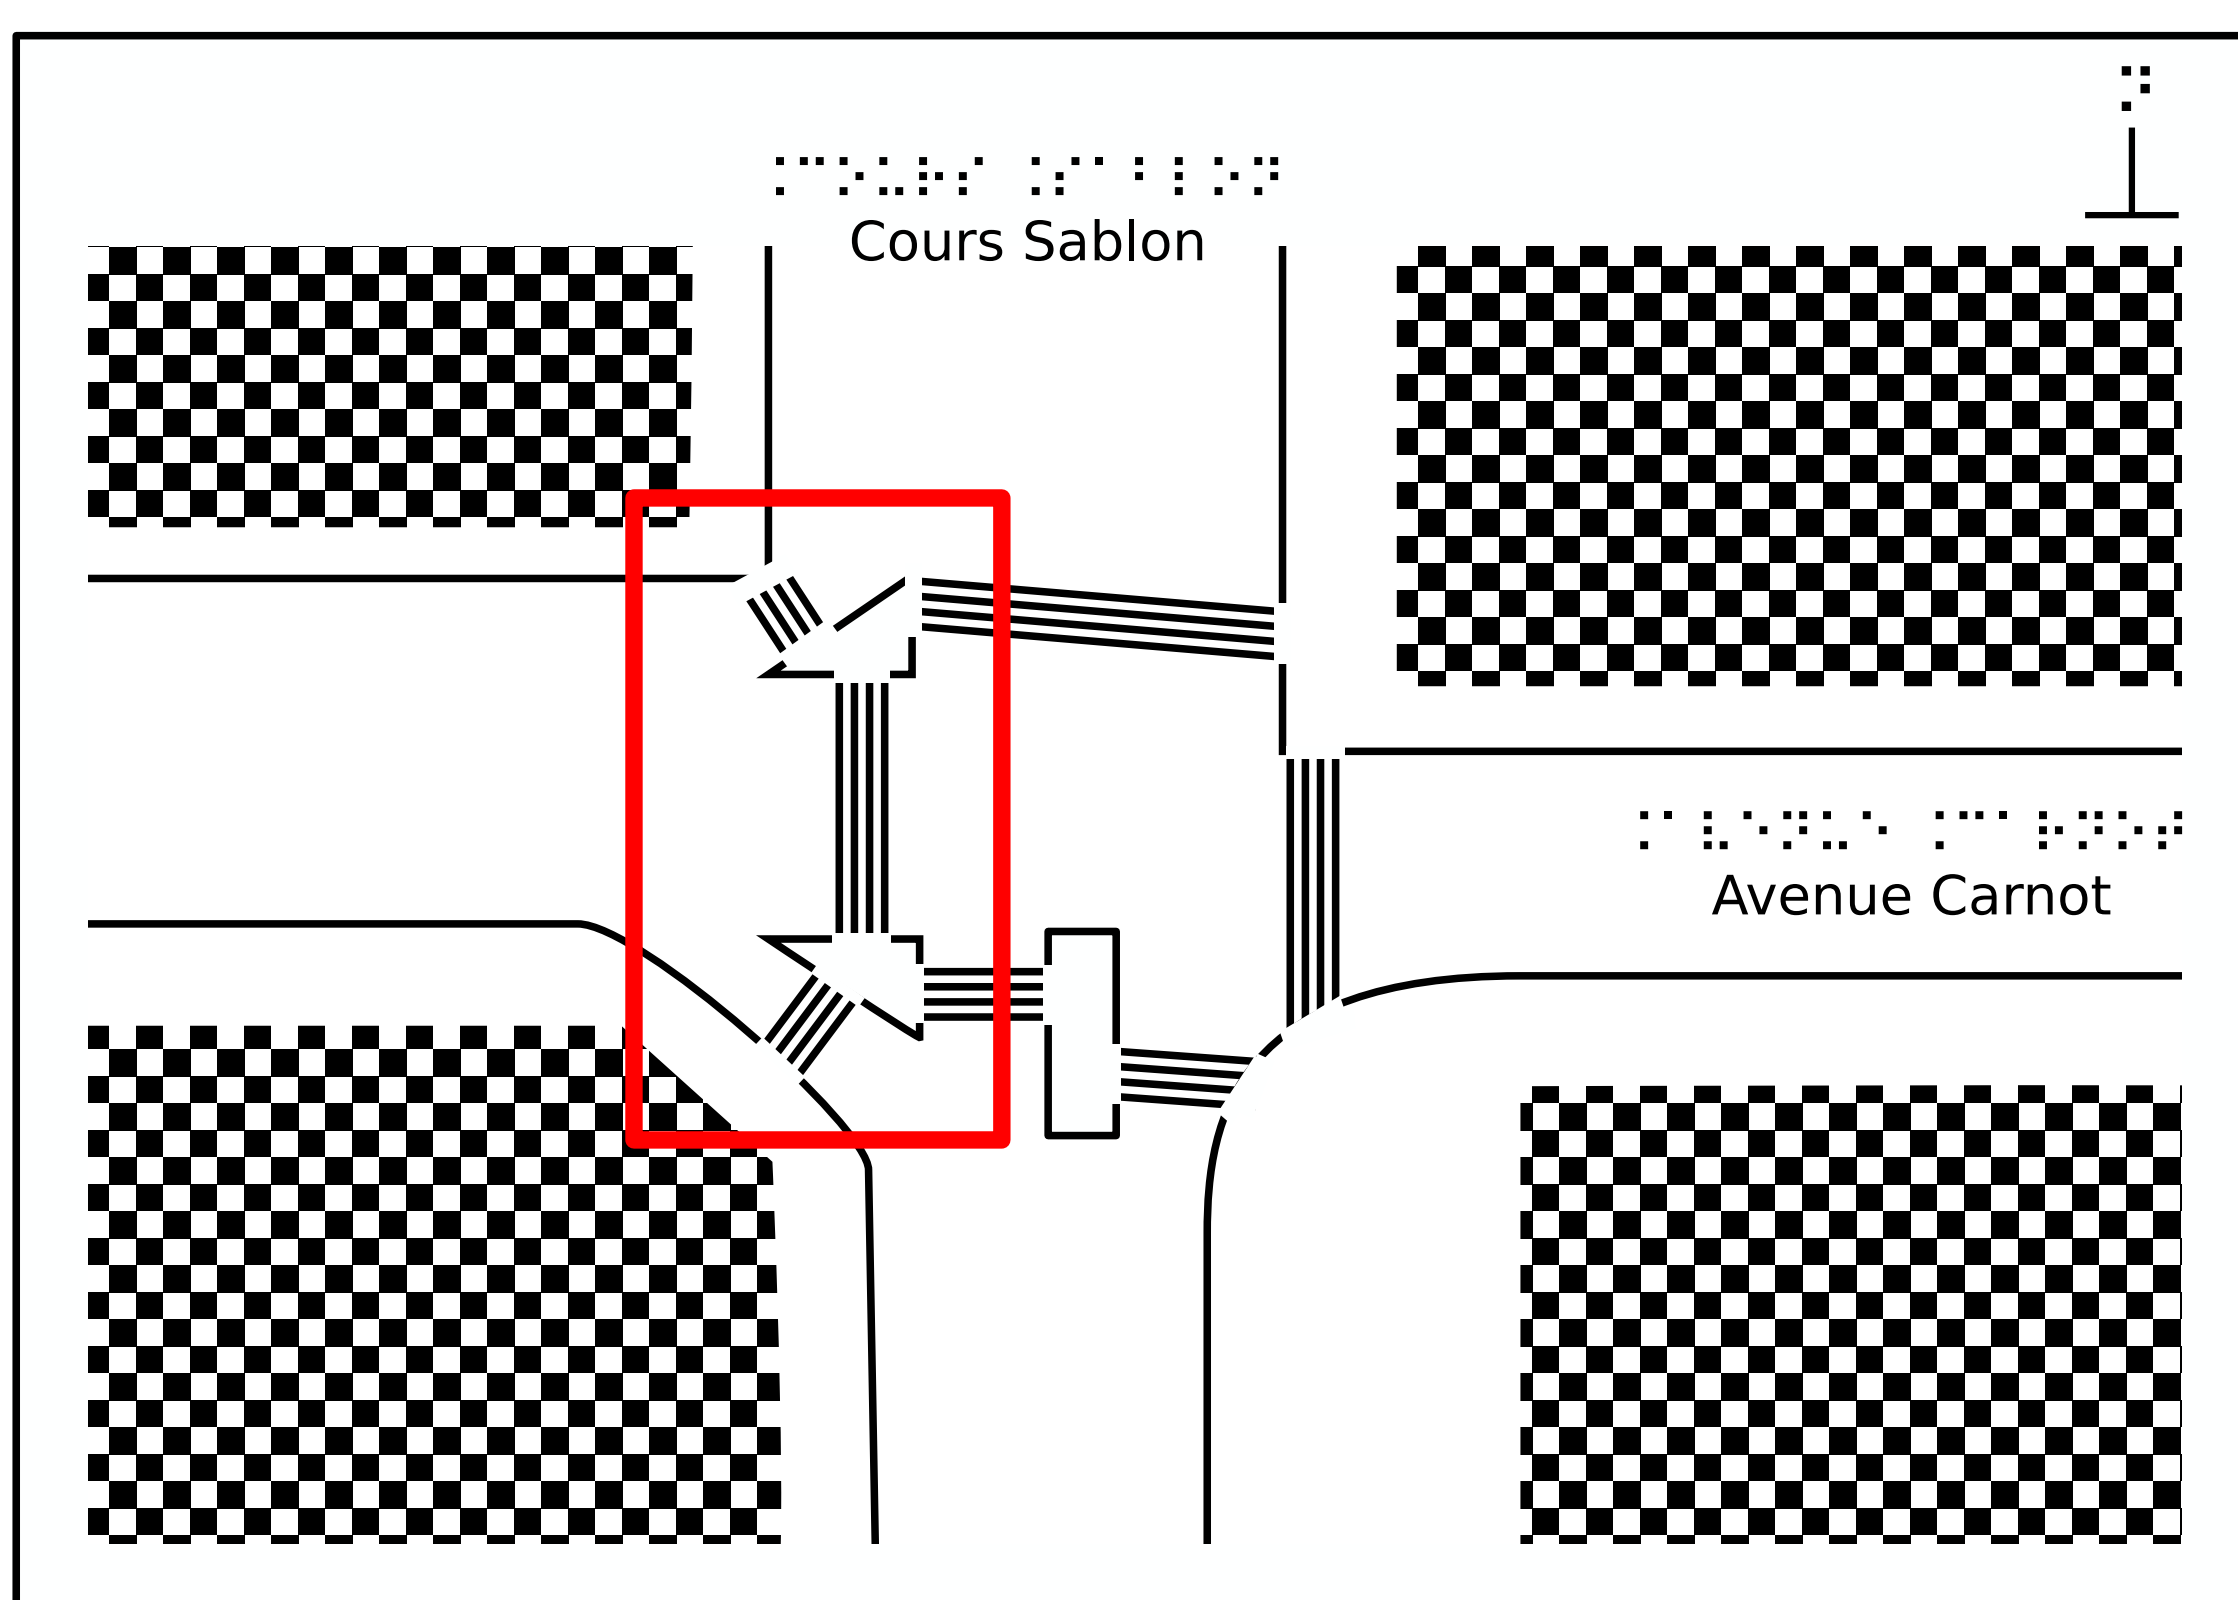 ⠝
⠨⠉⠕⠥⠗⠎ ⠨⠎⠁⠃⠇⠕⠝
Cours Sablon
⠨⠁⠧⠑⠝⠥⠑ ⠨⠉⠁⠗⠝⠕⠞
Avenue Carnot